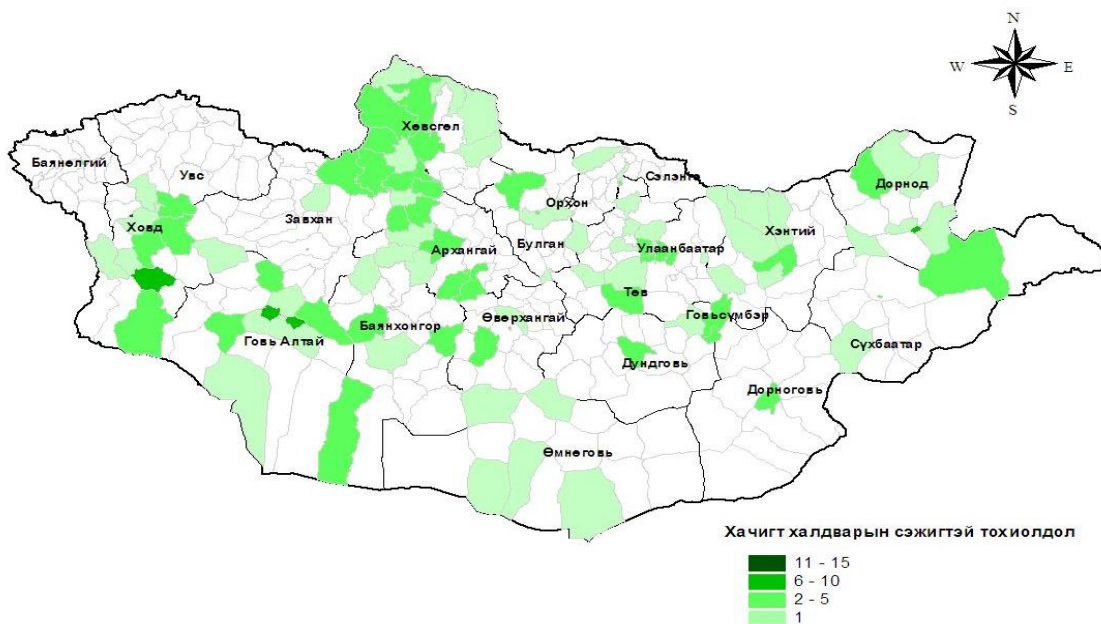 N
W E
S
Хөвсгөл
Баянөлгий
Увс
Сэлэнгэ
Дорнод
Орхон
Ховд
Завхан
Хэнтий
Архангай
Булган
Улаанбаатар
Төв
Баянхонгор
Өвөрхангай
Говьсүмбэр
Говь Алтай
Сүхбаатар
Дундговь
Дорноговь
Өмнөговь
Хачигт халдварын сэжигтэй тохиолдол
11 - 15
6 - 10
2 - 5
1